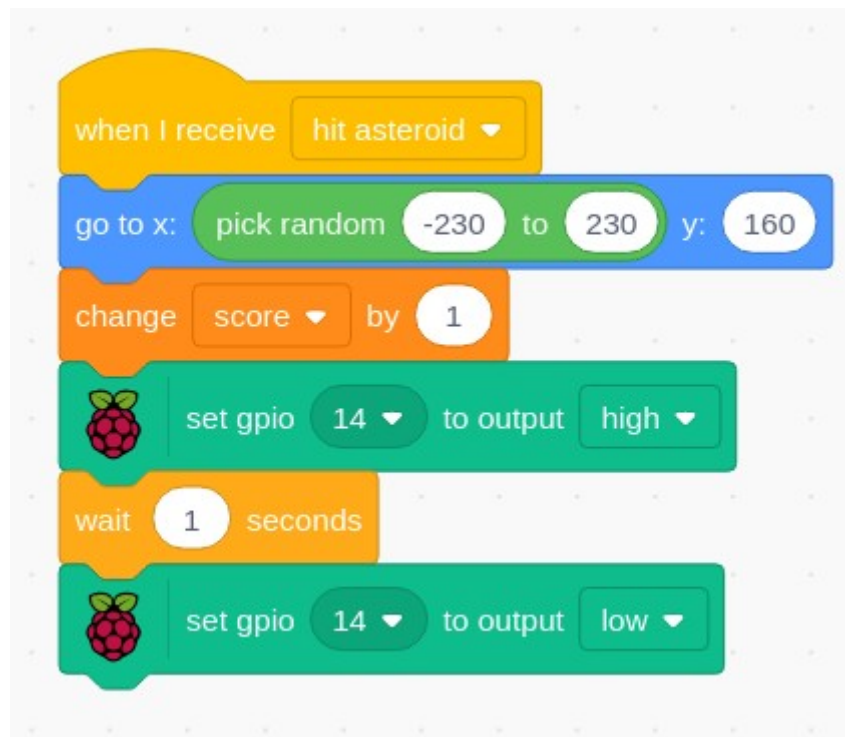 when I receive hit asteroid
go to x: pick random -230 to 230 y: 160
change score by 1
set gpio 14 to output high
wait 1 seconds
set gpio 14 to output low